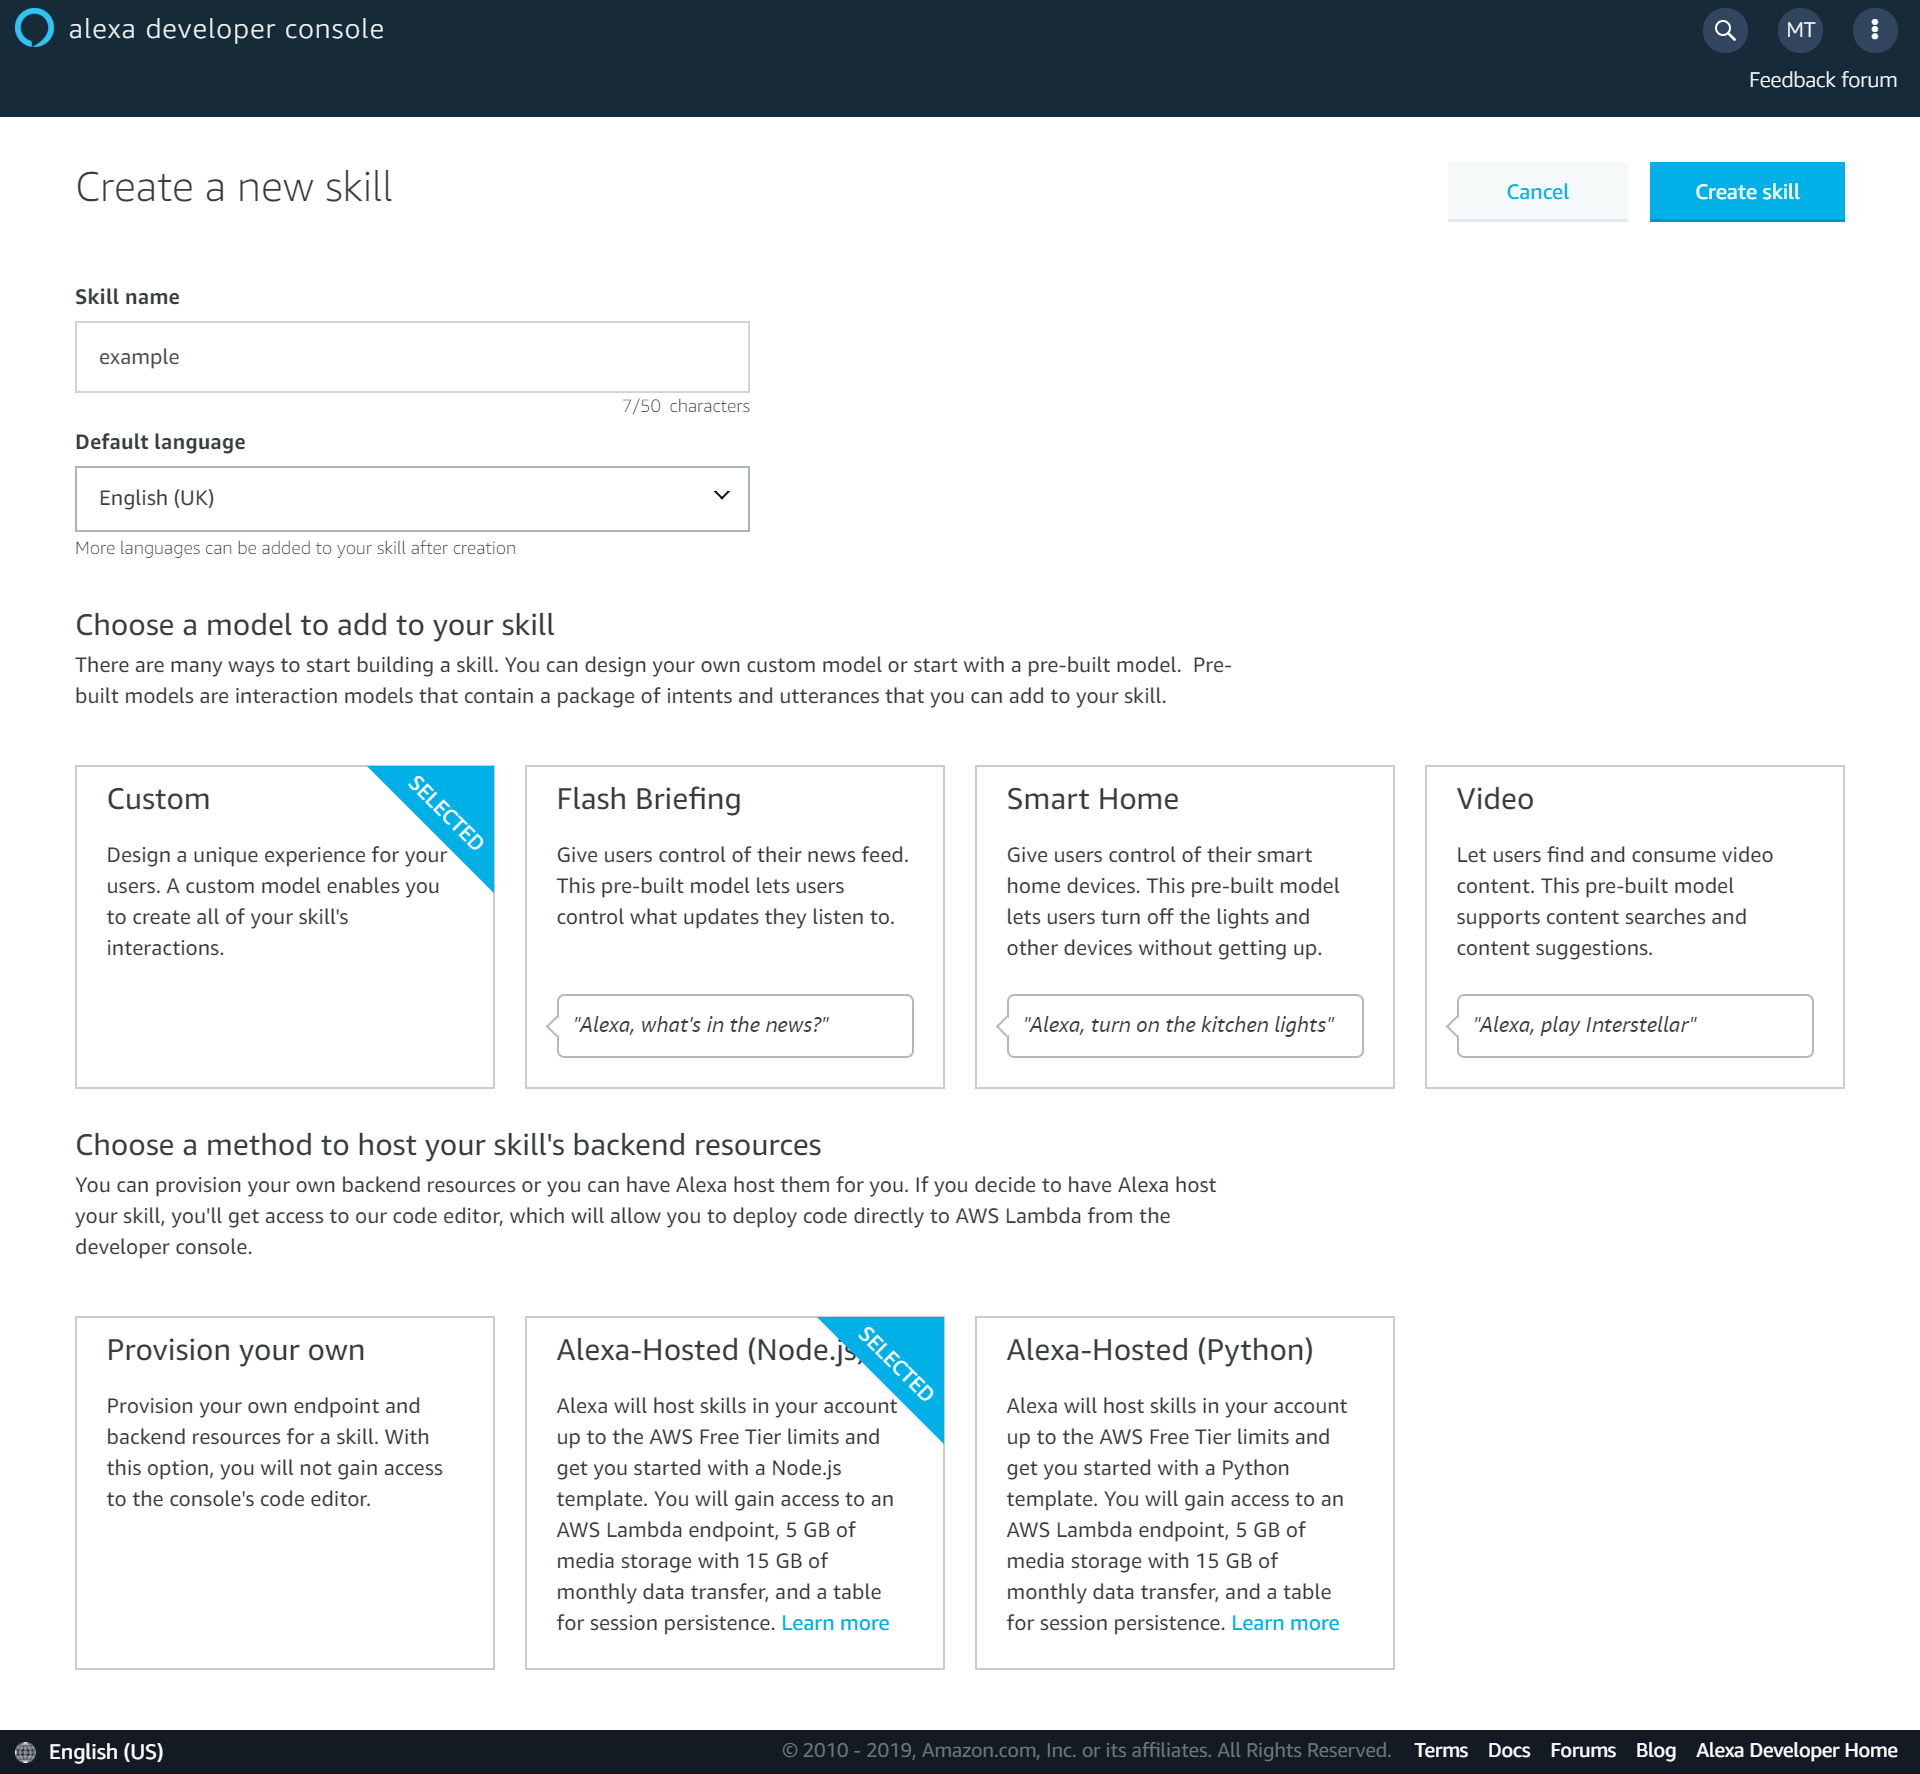 alexa developer console
MT
Feedback forum
Create a new skill
Cancel
Create skill
Skill name
example
7/50 characters
Default language
English (UK)
More languages can be added to your skill after creation
Choose a model to add to your skill
There are many ways to start building a skill. You can design your own custom model or start with a pre-built model. Pre-
built models are interaction models that contain a package of intents and utterances that you can add to your skill.
Custom
SELECTED
Design a unique experience for your
users. A custom model enables you
to create all of your skill's
interactions.
Flash Briefing
Give users control of their news feed.
This pre-built model lets users
control what updates they listen to.
"Alexa, what's in the news?"
Smart Home
Give users control of their smart
home devices. This pre-built model
lets users turn off the lights and
other devices without getting up.
"Alexa, turn on the kitchen lights"
Video
Let users find and consume video
content. This pre-built model
supports content searches and
content suggestions.
"Alexa, play Interstellar"
Choose a method to host your skill's backend resources
You can provision your own backend resources or you can have Alexa host them for you. If you decide to have Alexa host
your skill, you'll get access to our code editor, which will allow you to deploy code directly to AWS Lambda from the
developer console.
Provision your own
Provision your own endpoint and
backend resources for a skill. With
this option, you will not gain access
to the console's code editor.
Alexa-Hosted (Node.js)
SELECTED
Alexa will host skills in your account
up to the AWS Free Tier limits and
get you started with a Node.js
template. You will gain access to an
AWS Lambda endpoint, 5 GB of
media storage with 15 GB of
monthly data transfer, and a table
for session persistence. Learn more
Alexa-Hosted (Python)
Alexa will host skills in your account
up to the AWS Free Tier limits and
get you started with a Python
template. You will gain access to an
AWS Lambda endpoint, 5 GB of
media storage with 15 GB of
monthly data transfer, and a table
for session persistence. Learn more
English (US)
© 2010 - 2019, Amazon.com, Inc. or its affiliates. All Rights Reserved.
Terms
Docs
Forums
Blog
Alexa Developer Home